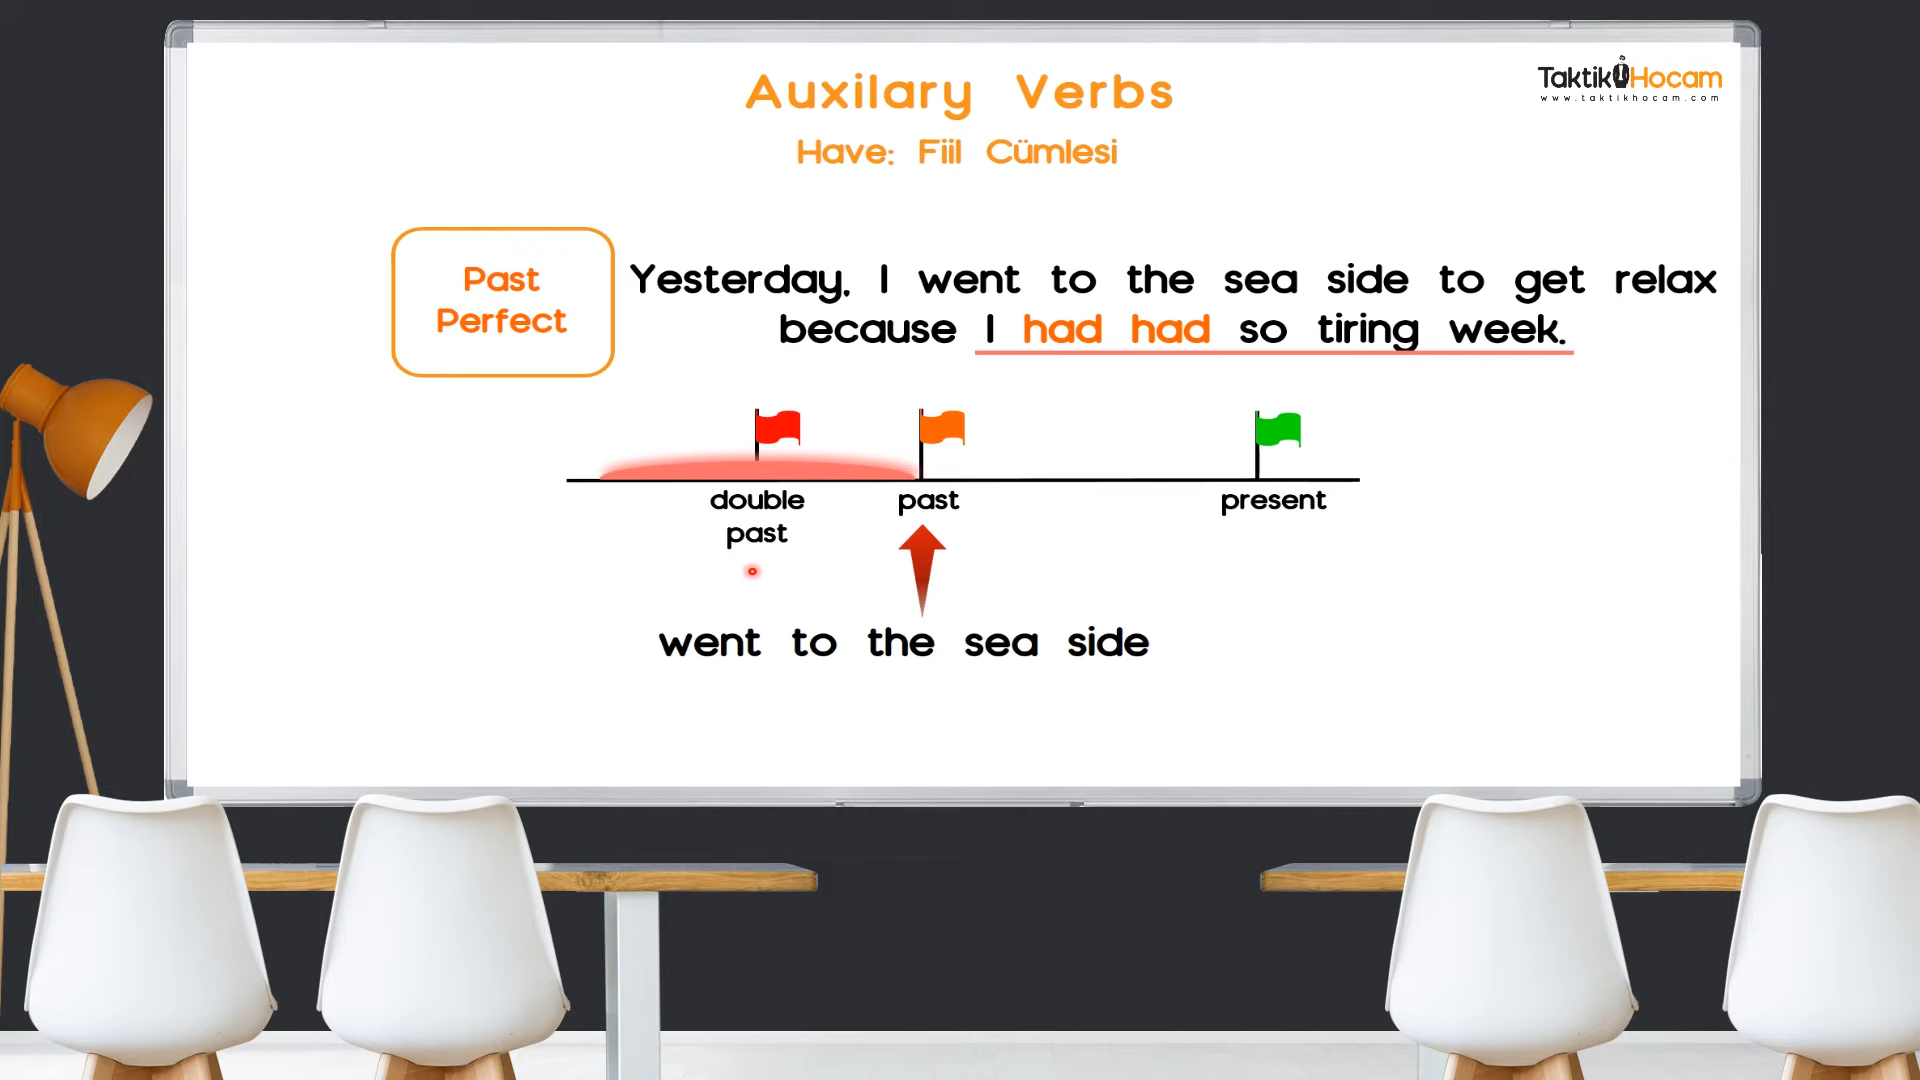 Auxilary Verbs
TaktikHocam
www.taktikhocam.com
Have: Fiil Cümlesi
Past
Perfect
Yesterday, I went to the sea side to get relax
because I had had so tiring week.
double
past
past
present
went to the sea side